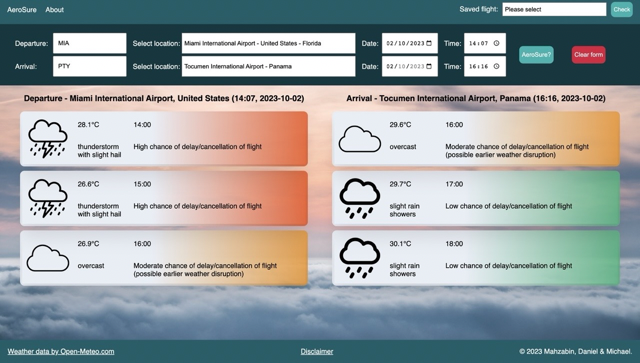 AeroSure About Saved flight: Please select Check
Departure: MIA Select location: Miami International Airport - United States - Florida Date: 02/10/2023 Time: 14:07
AeroSure? Clear form
Arrival: PTY Select location: Tocumen International Airport - Panama Date: 02/10/2023 Time: 16:16
Departure - Miami International Airport, United States (14:07, 2023-10-02)
28.1°C 14:00
thunderstorm with slight hail
High chance of delay/cancellation of flight
26.6°C 15:00
thunderstorm with slight hail
High chance of delay/cancellation of flight
26.9°C 16:00
overcast
Moderate chance of delay/cancellation of flight
(possible earlier weather disruption)
Arrival - Tocumen International Airport, Panama (16:16, 2023-10-02)
29.6°C 16:00
overcast
Moderate chance of delay/cancellation of flight
(possible earlier weather disruption)
29.7°C 17:00
slight rain showers
Low chance of delay/cancellation of flight
30.1°C 18:00
slight rain showers
Low chance of delay/cancellation of flight
Weather data by Open-Meteo.com Disclaimer © 2023 Mahzabin, Daniel & Michael.